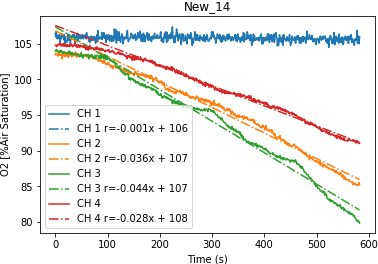 New_14
O2 [%Air Saturation]
105
100
95
90
85
80
CH 1
CH 1 r=-0.001x + 106
CH 2
CH 2 r=-0.036x + 107
CH 3
CH 3 r=-0.044x + 107
CH 4
CH 4 r=-0.028x + 108
0 100 200 300 400 500 600
Time (s)